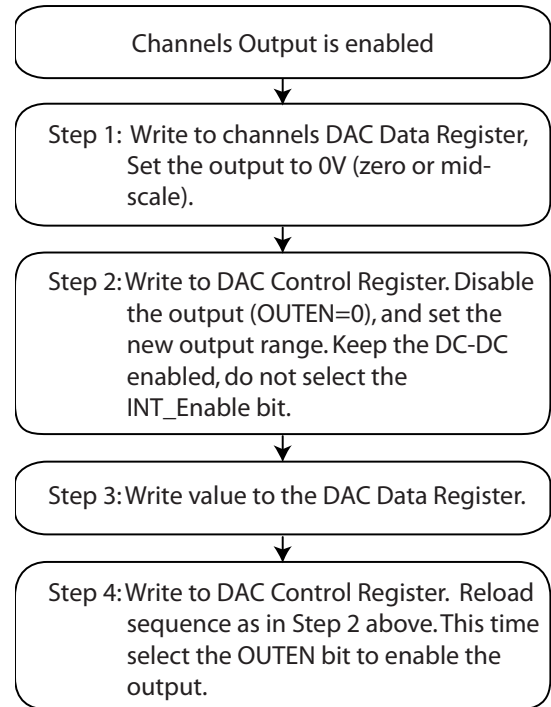 Channels Output is enabled
Step 1: Write to channels DAC Data Register,
Set the output to 0V (zero or mid-
scale).
Step 2: Write to DAC Control Register. Disable
the output (OUTEN=0), and set the
new output range. Keep the DC-DC
enabled, do not select the
INT_Enable bit.
Step 3: Write value to the DAC Data Register.
Step 4: Write to DAC Control Register. Reload
sequence as in Step 2 above. This time
select the OUTEN bit to enable the
output.